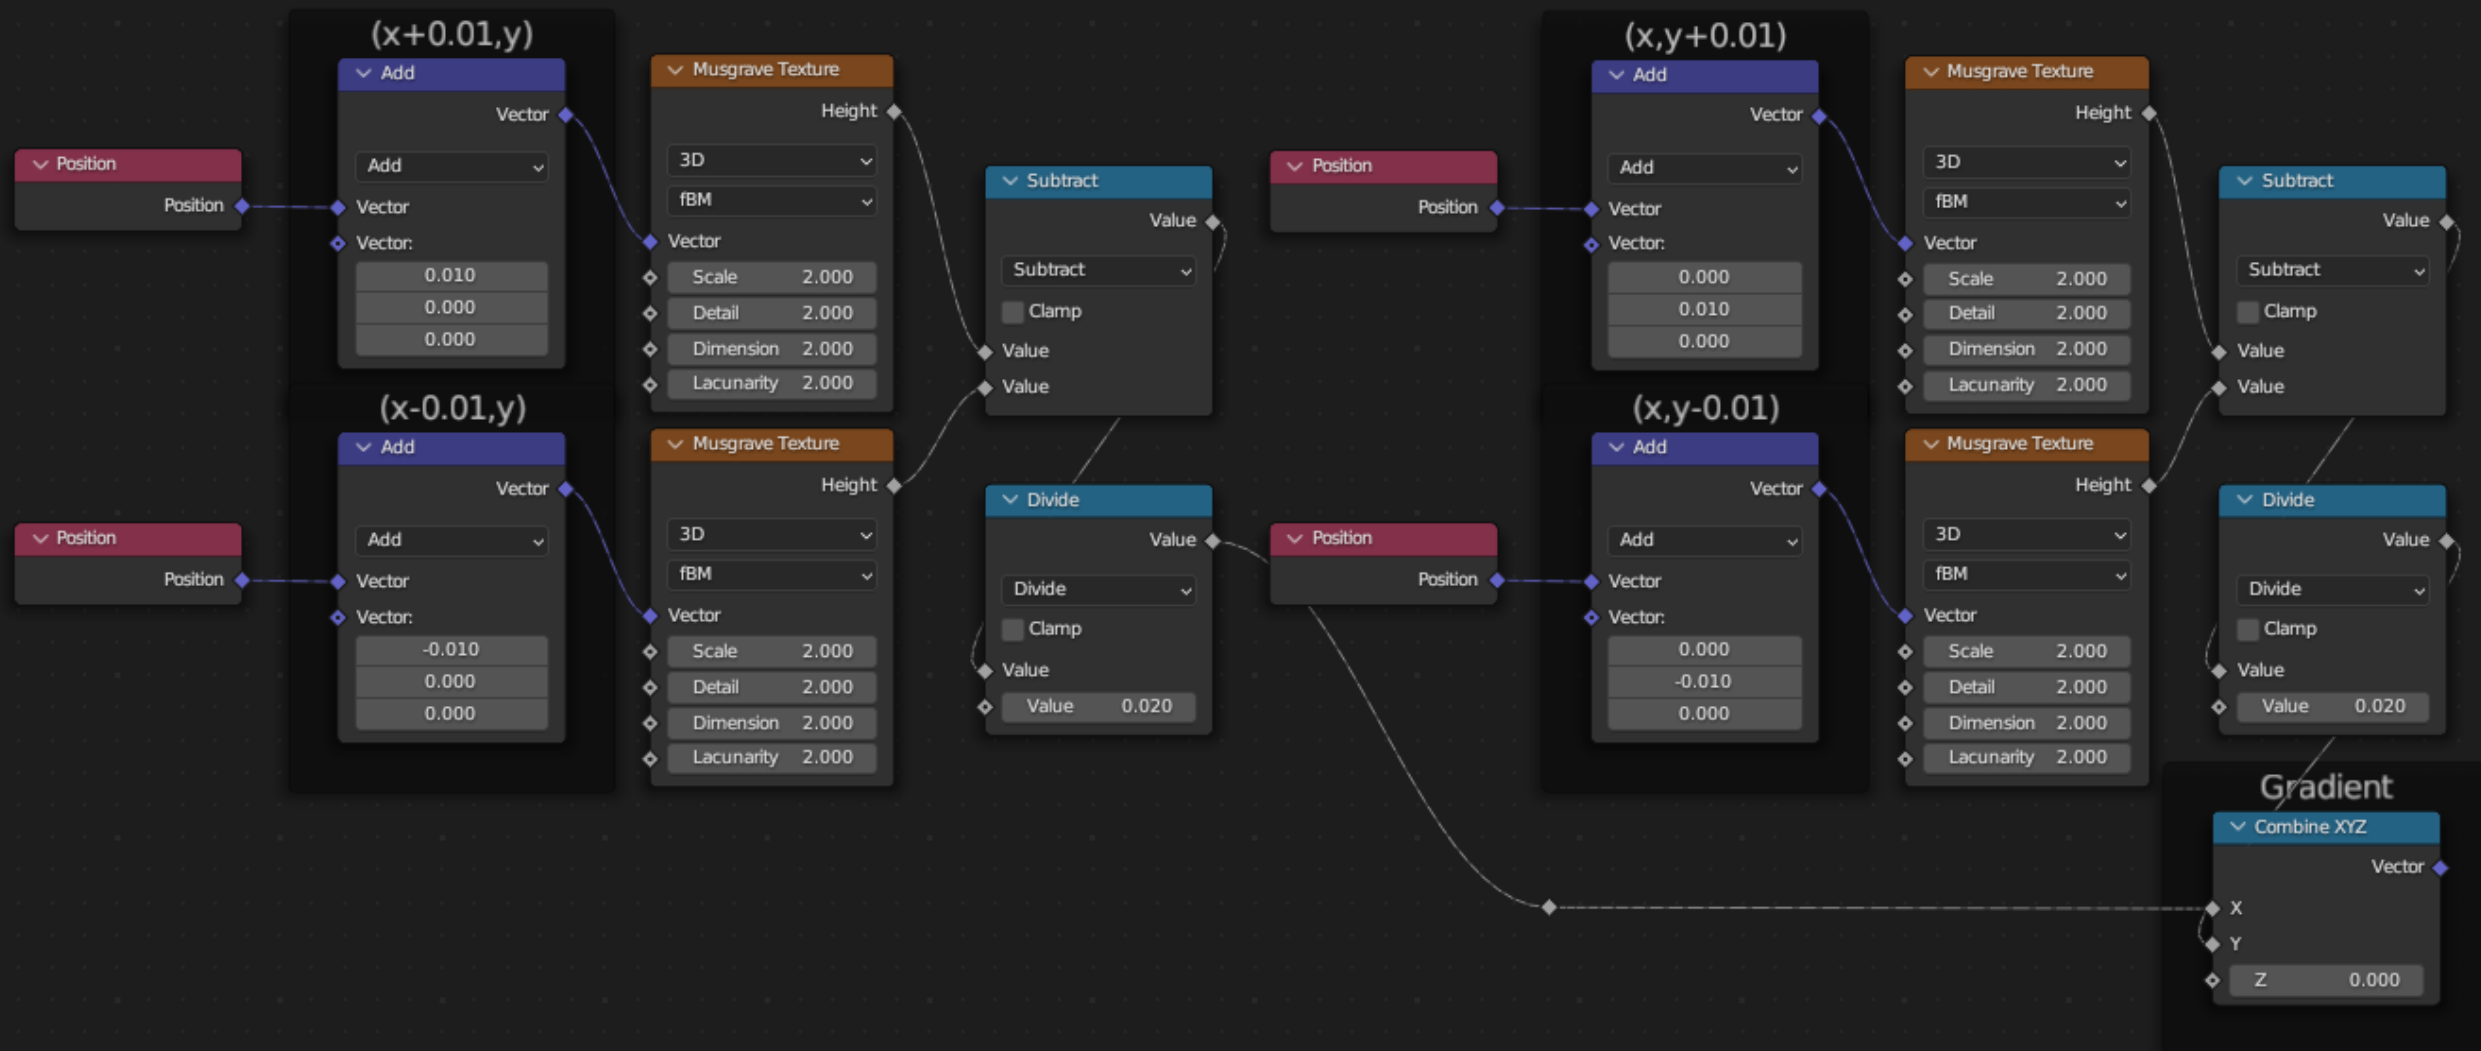 (x+0.01,y)
Position
Position
Add
Vector
Add
Vector
Vector:
0.010
0.000
0.000
Musgrave Texture
Height
3D
fBM
Vector
Scale 2.000
Detail 2.000
Dimension 2.000
Lacunarity 2.000
(x-0.01,y)
Position
Position
Add
Vector
Add
Vector
Vector:
-0.010
0.000
0.000
Musgrave Texture
Height
3D
fBM
Vector
Scale 2.000
Detail 2.000
Dimension 2.000
Lacunarity 2.000
Subtract
Value
Subtract
Clamp
Value
Value
Divide
Value
Divide
Clamp
Value
Value 0.020
(x,y+0.01)
Position
Position
Add
Vector
Add
Vector
Vector:
0.000
0.010
0.000
Musgrave Texture
Height
3D
fBM
Vector
Scale 2.000
Detail 2.000
Dimension 2.000
Lacunarity 2.000
(x,y-0.01)
Position
Position
Add
Vector
Add
Vector
Vector:
0.000
-0.010
0.000
Musgrave Texture
Height
3D
fBM
Vector
Scale 2.000
Detail 2.000
Dimension 2.000
Lacunarity 2.000
Subtract
Value
Subtract
Clamp
Value
Value
Divide
Value
Divide
Clamp
Value
Value 0.020
Gradient
Combine XYZ
Vector
X
Y
Z 0.000